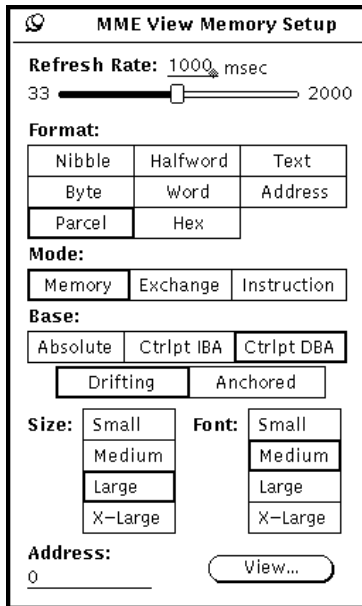 MME View Memory Setup
Refresh Rate: 1000 msec
33 2000
Format:
Nibble Halfword Text
Byte Word Address
Parcel Hex
Mode:
Memory Exchange Instruction
Base:
Absolute Ctrlpt IBA Ctrlpt DBA
Drifting Anchored
Size: Small Font: Small
Medium Medium
Large Large
X-Large X-Large
Address:
0 View...